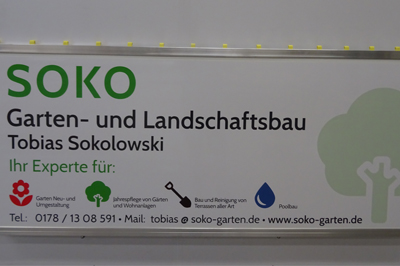 SOKO
Garten- und Landschaftsbau
Tobias Sokolowski
Ihr Experte für:
Garten Neu- und
Umgestaltung
Jahrespflege von Gärten
und Wohnanlagen
Bau und Reinigung von
Terrassen aller Art
Poolbau
Tel.: 0178 / 13 08 591 • Mail: tobias @ soko-garten.de • www.soko-garten.de